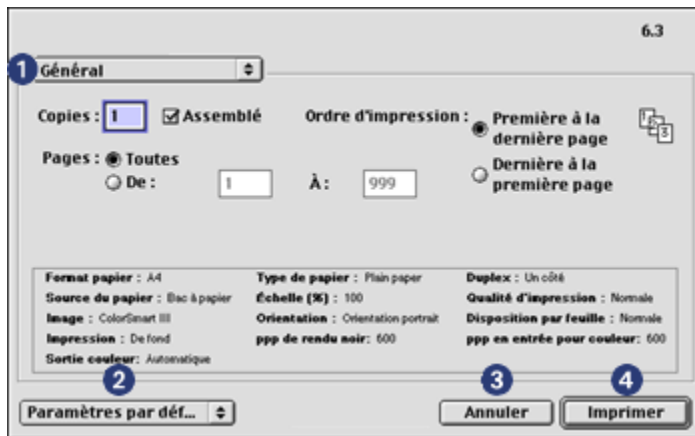 6.3
1 Général
Copies : 1 Assemblé Ordre d'impression : Première à la
dernière page
Pages : Toutes Dernière à la
première page
De : 1 À : 999
Format papier : A4 Type de papier : Plain paper Duplex : Un côté
Source du papier : Bac à papier Échelle (%) : 100 Qualité d'impression : Normale
Image : ColorSmart III Orientation : Orientation portrait Disposition par feuille : Normale
Impression : De fond ppp de rendu noir: 600 ppp en entrée pour couleur: 600
Sortie couleur: Automatique
2 3 4
Paramètres par déf... Annuler Imprimer